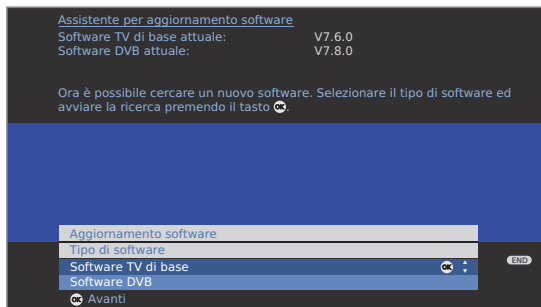 Assistente per aggiornamento software
Software TV di base attuale: V7.6.0
Software DVB attuale: V7.8.0
Ora è possibile cercare un nuovo software. Selezionare il tipo di software ed
avviare la ricerca premendo il tasto OK.
Aggiornamento software
Tipo di software
Software TV di base OK
END
Software DVB
OK Avanti